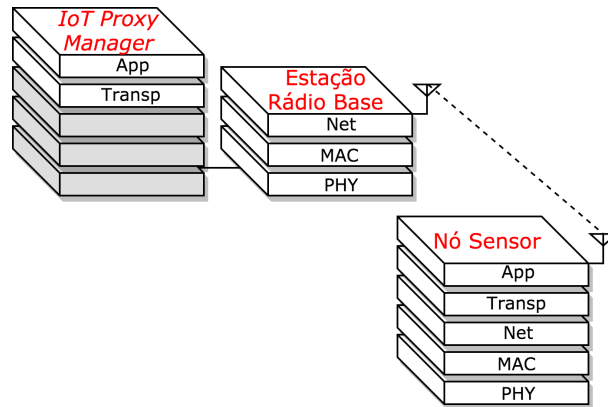 IoT Proxy
Manager
App
Transp
Estação
Rádio Base
Net
MAC
PHY
Nó Sensor
App
Transp
Net
MAC
PHY